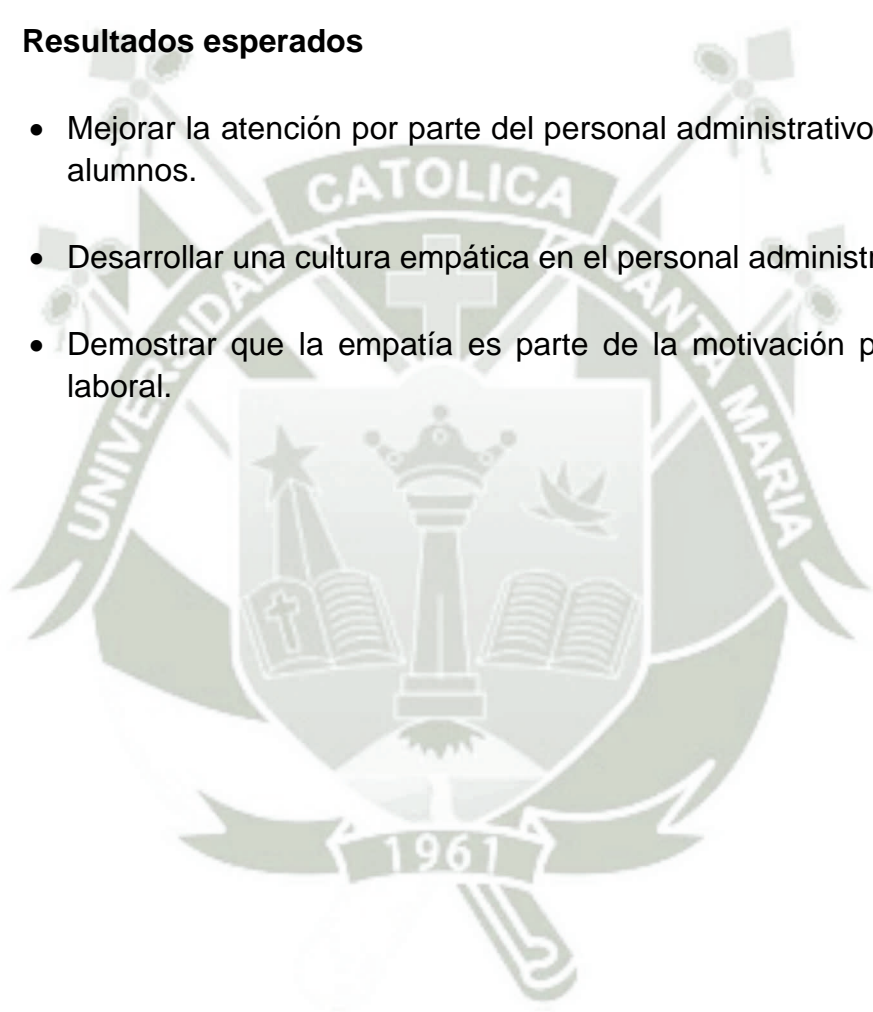 Resultados esperados
• Mejorar la atención por parte del personal administrativo
alumnos.
CATOLICA
• Desarrollar una cultura empática en el personal
UNIVERSIDAD
SANTA MARIA
• Demostrar que la empatía es parte de la motivación
laboral.
1961